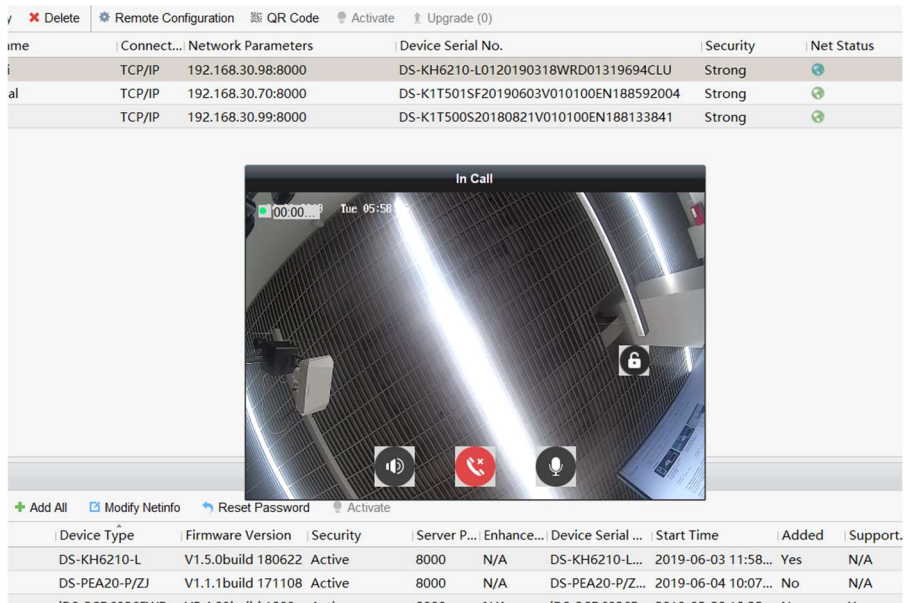 Delete Remote Configuration QR Code Activate Upgrade (0)
Connect... Network Parameters Device Serial No. Security Net Status
TCP/IP 192.168.30.98:8000 DS-KH6210-L0120190318WRD01319694CLU Strong
al TCP/IP 192.168.30.70:8000 DS-K1T501SF20190603V010100EN188592004 Strong
TCP/IP 192.168.30.99:8000 DS-K1T500S20180821V010100EN188133841 Strong
In Call
00:00... Tue 05:58
Add All Modify Netinfo Reset Password Activate
Device Type Firmware Version Security Server P... Enhance... Device Serial ... Start Time Added Support.
DS-KH6210-L V1.5.0build 180622 Active 8000 N/A DS-KH6210-L... 2019-06-03 11:58... Yes N/A
DS-PEA20-P/ZJ V1.1.1build 171108 Active 8000 N/A DS-PEA20-P/Z... 2019-06-04 10:07... No N/A